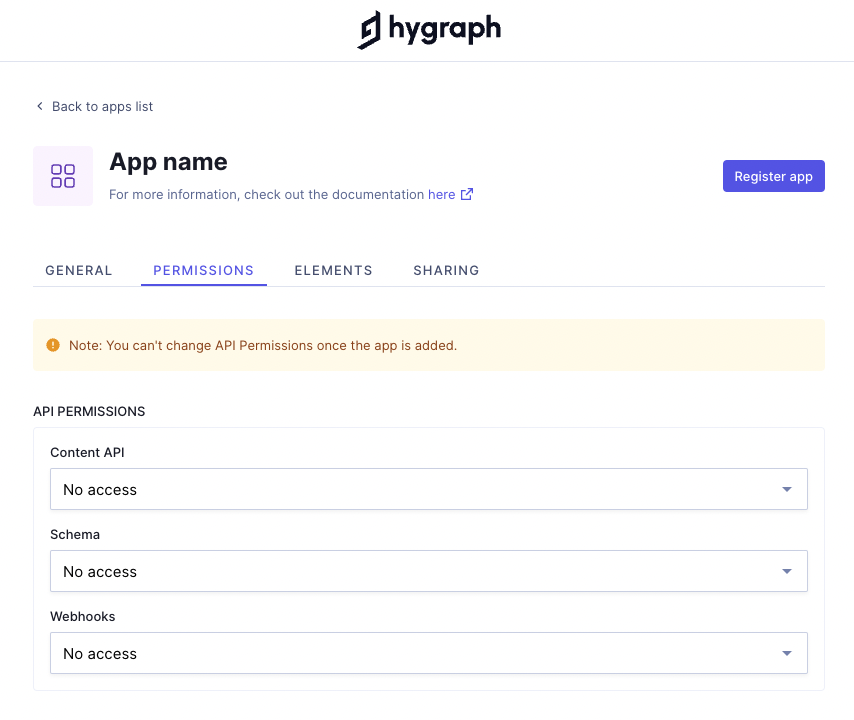 hygraph
Back to apps list
App name
For more information, check out the documentation here
Register app
GENERAL PERMISSIONS ELEMENTS SHARING
Note: You can't change API Permissions once the app is added.
API PERMISSIONS
Content API
No access
Schema
No access
Webhooks
No access